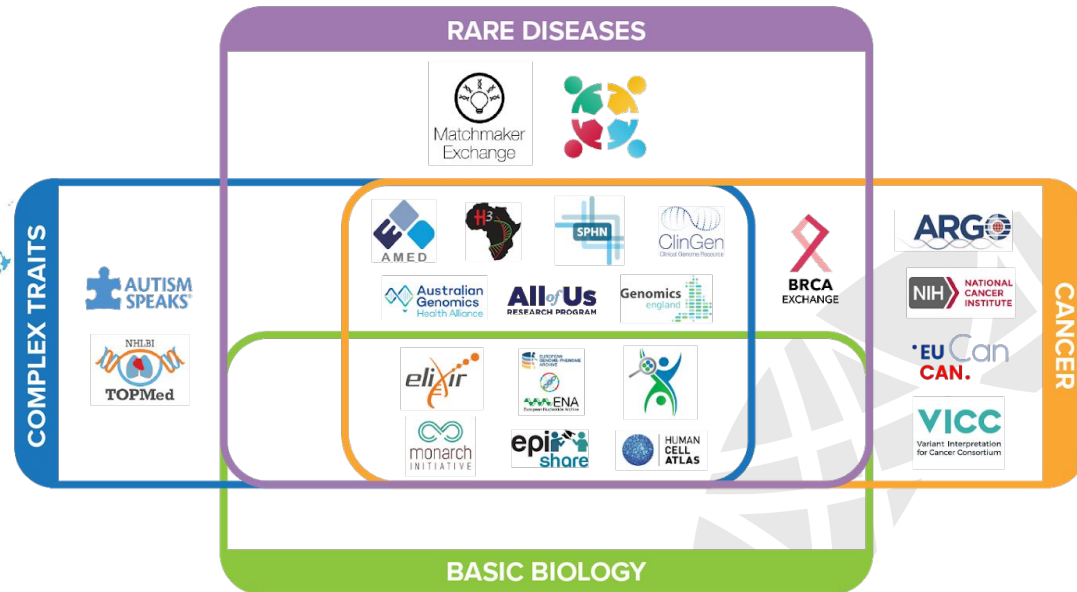 RARE DISEASES
Matchmaker
Exchange
COMPLEX TRAITS
AUTISM
SPEAKS
NHLBI
TOPMed
AMED
H3
SPHN
ClinGen
Clinical Genome Resource
Australian
Genomics
Health Alliance
All of Us
RESEARCH PROGRAM
Genomics
england
BRCA
EXCHANGE
ARGO
NIH
NATIONAL
CANCER
INSTITUTE
EU Can
CAN.
VICC
Variant Interpretation
for Cancer Consortium
CANCER
elixir
EUROPEAN
GENOME-PHENOME
ARCHIVE
ENA
European Nucleotide Archive
monarch
INITIATIVE
epi
share
HUMAN
CELL
ATLAS
BASIC BIOLOGY